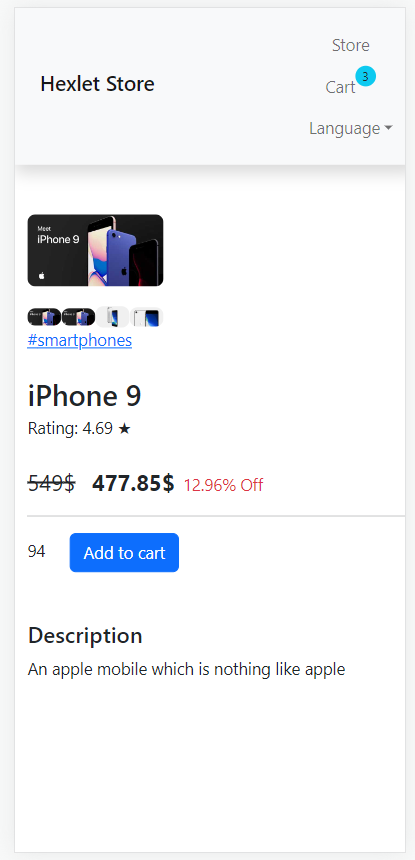 Store
Hexlet Store
Cart 3
Language
Meet
iPhone 9
#smartphones
iPhone 9
Rating: 4.69 ★
549$ 477.85$ 12.96% Off
94 Add to cart
Description
An apple mobile which is nothing like apple